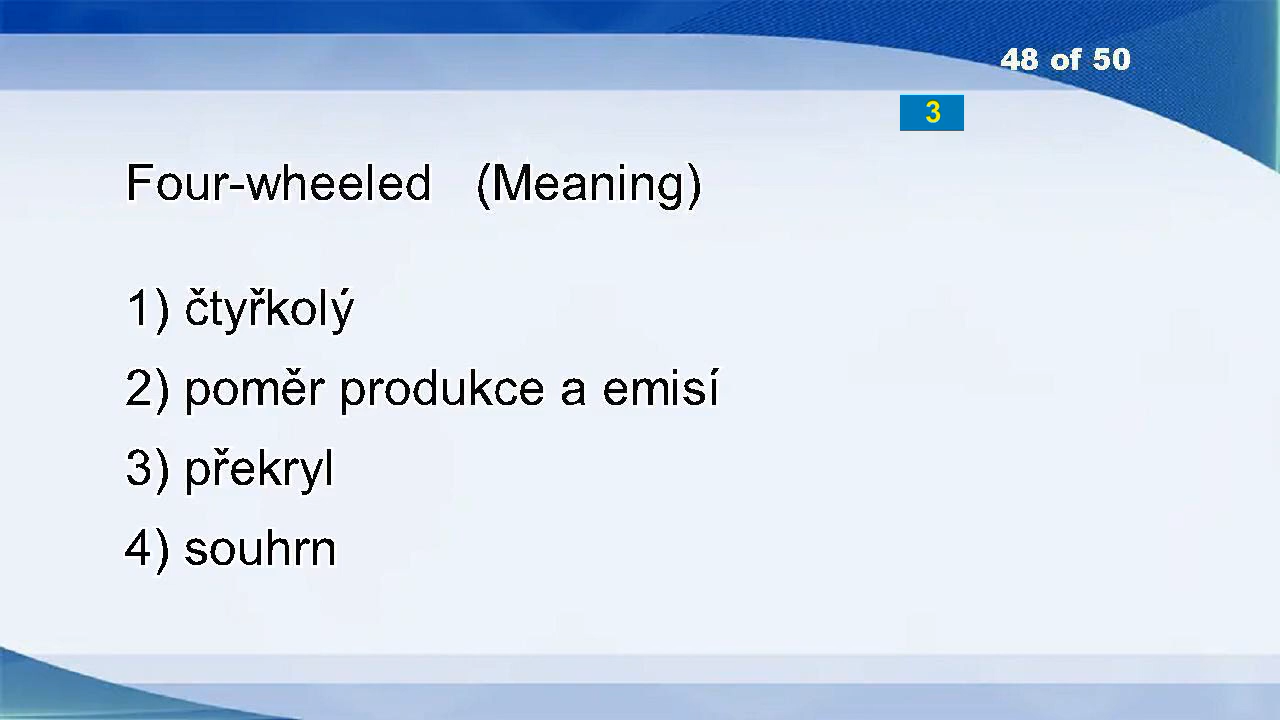 48 of 50
3
Four-wheeled (Meaning)
1) čtyřkolý
2) poměr produkce a emisí
3) překryl
4) souhrn